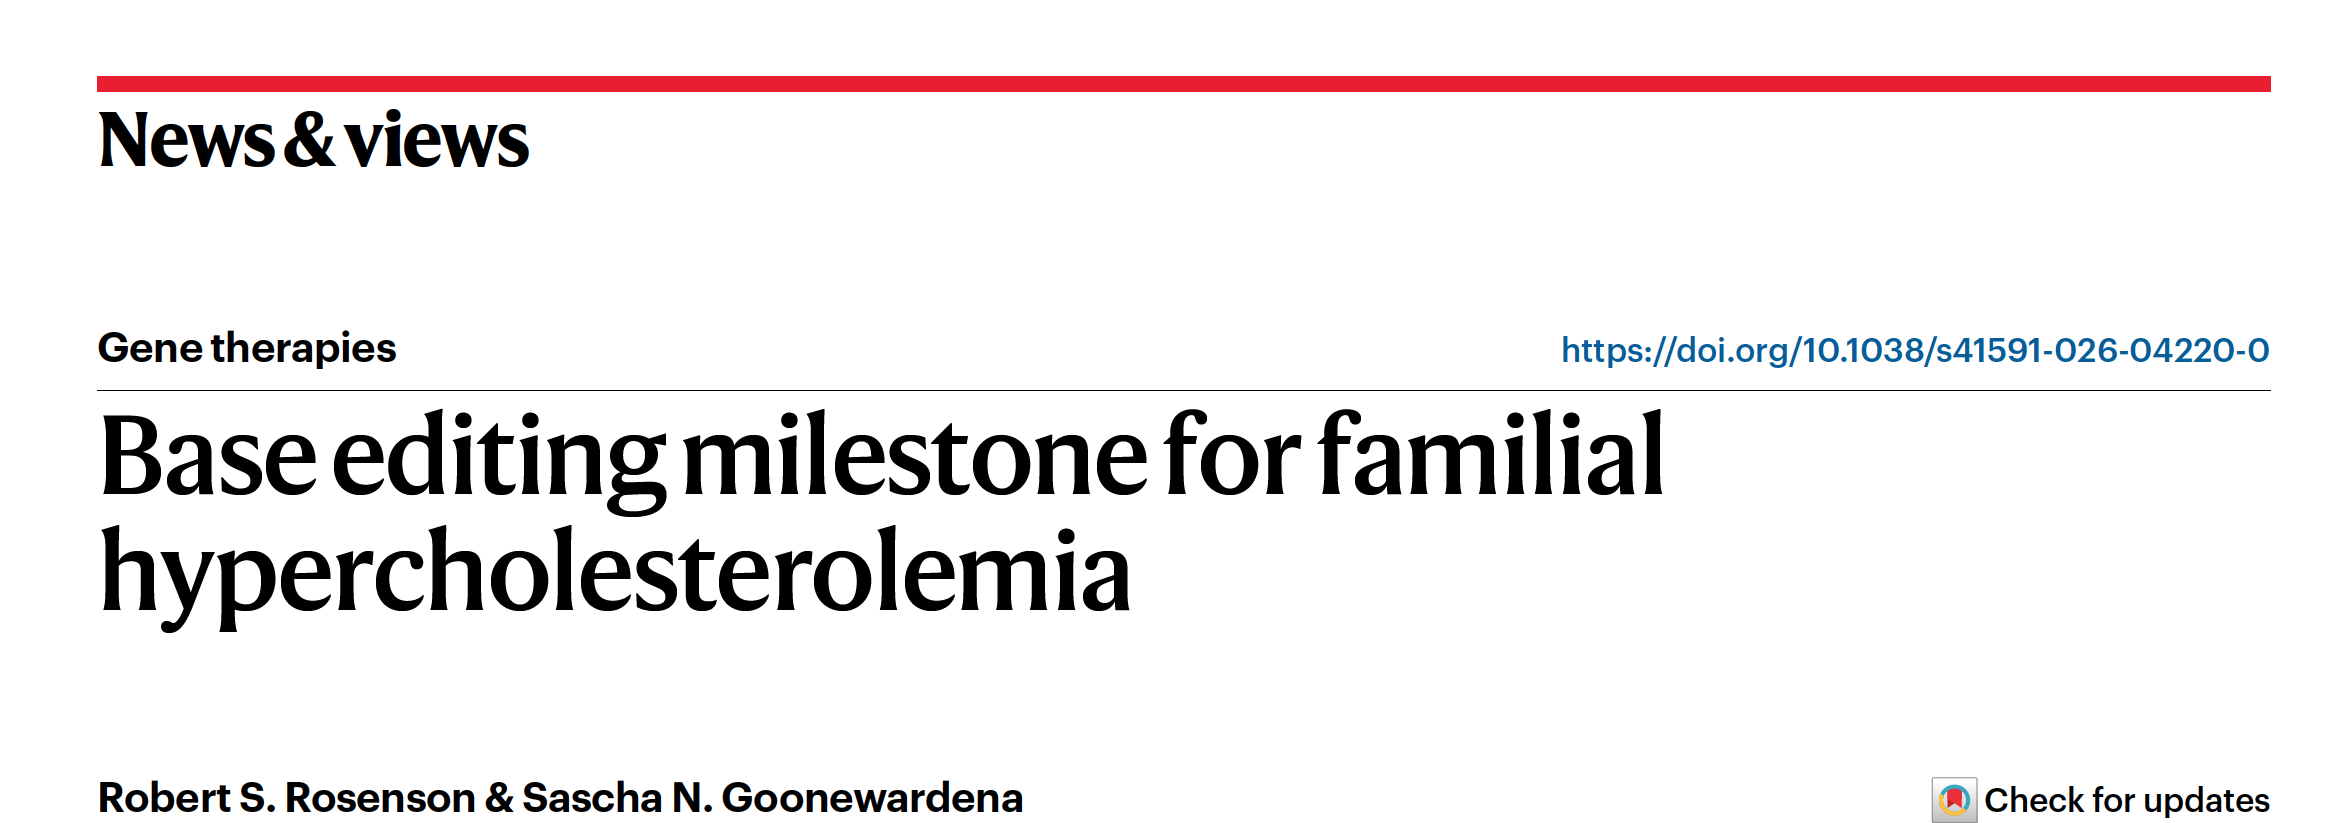 News & views
Gene therapies
https://doi.org/10.1038/s41591-026-04220-0
Base editing milestone for familial
hypercholesterolemia
Robert S. Rosenson & Sascha N. Goonewardena
Check for updates